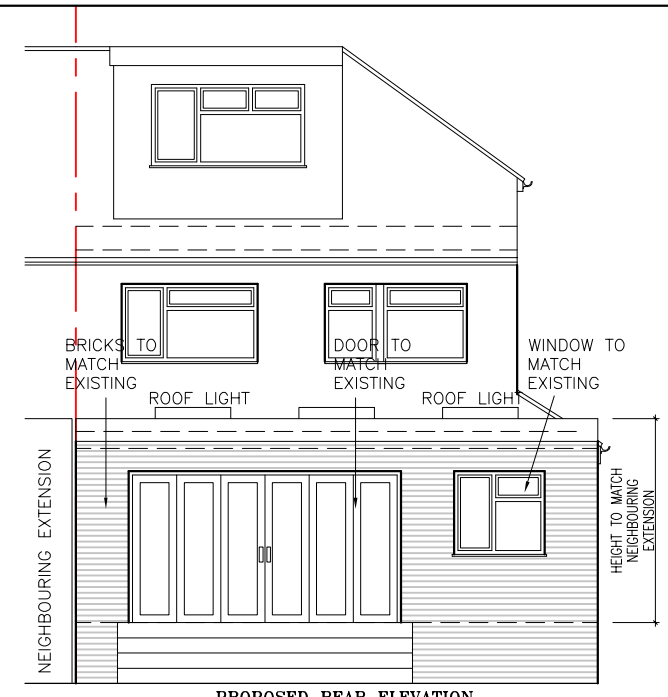 BRICKS TO
MATCH
EXISTING
DOOR TO
MATCH
EXISTING
WINDOW TO
MATCH
EXISTING
ROOF LIGHT
ROOF LIGHT
NEIGHBOURING EXTENSION
HEIGHT TO MATCH
NEIGHBOURING
EXTENSION
PROPOSED REAR ELEVATION